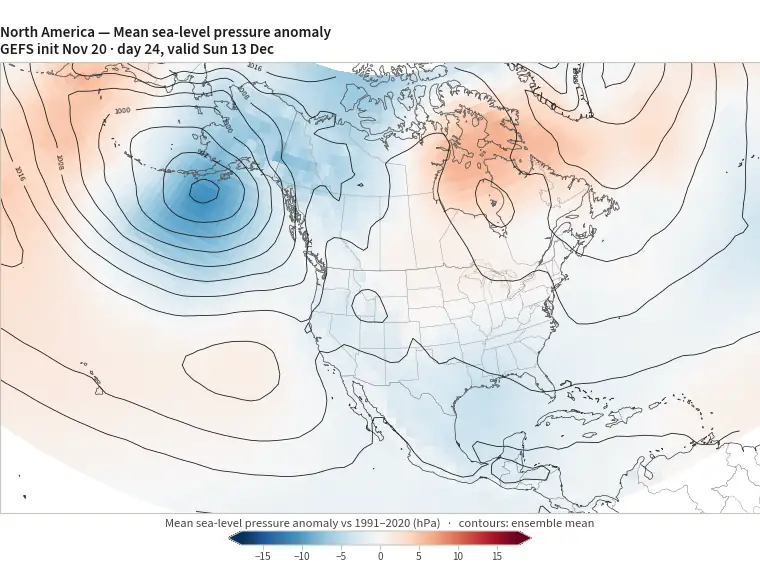 North America — Mean sea-level pressure anomaly
GEFS init Nov 20 · day 24, valid Sun 13 Dec
1016
1008
1000
1000
1008
1016
Mean sea-level pressure anomaly vs 1991–2020 (hPa) · contours: ensemble mean
−15 −10 −5 0 5 10 15